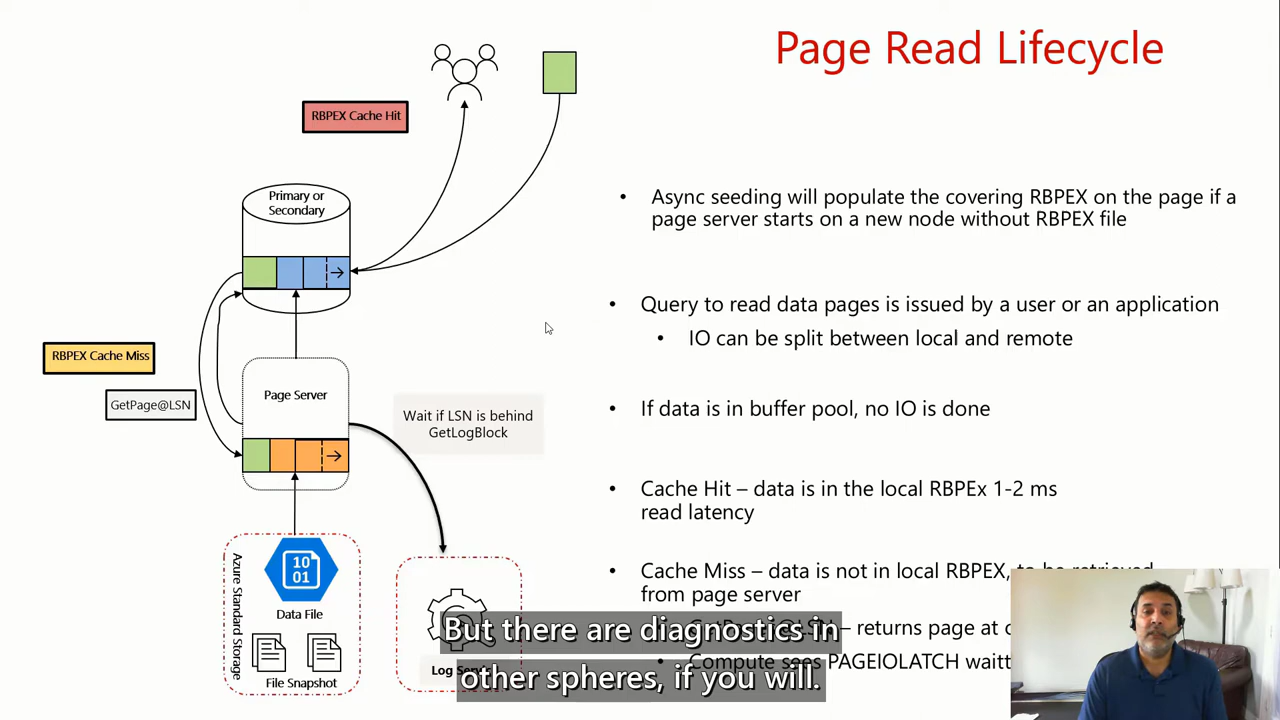 Page Read Lifecycle
RBPEX Cache Hit
Primary or
Secondary
RBPEX Cache Miss
GetPage@LSN
Page Server
Wait if LSN is behind
GetLogBlock
Azure Standard Storage
10
01
Data File
File Snapshot
• Async seeding will populate the covering RBPEX on the page if a
page server starts on a new node without RBPEX file
• Query to read data pages is issued by a user or an application
• IO can be split between local and remote
• If data is in buffer pool, no IO is done
• Cache Hit – data is in the local RBPEx 1-2 ms
read latency
• Cache Miss – data is not in local RBPEX, to be retrieved
from page server
– returns page at
Compute sees PAGEIOLATCH
Log
But there are diagnostics in
other spheres, if you will.